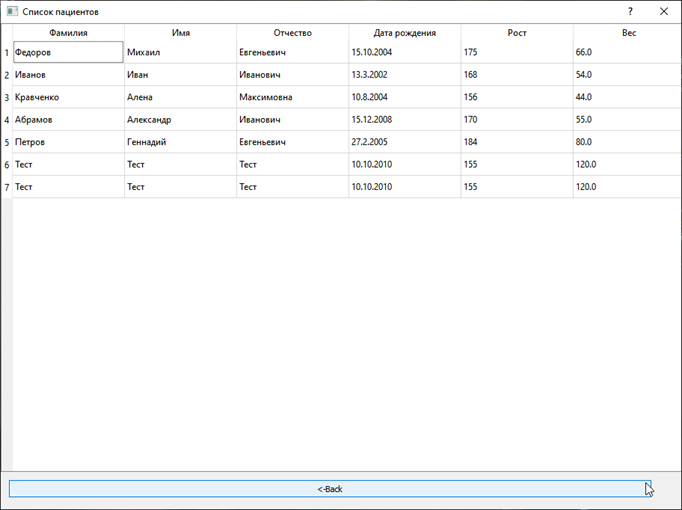 Список пациентов
Фамилия Имя Отчество Дата рождения Рост Вес
1 Федоров Михаил Евгеньевич 15.10.2004 175 66.0
2 Иванов Иван Иванович 13.3.2002 168 54.0
3 Кравченко Алена Максимовна 10.8.2004 156 44.0
4 Абрамов Александр Иванович 15.12.2008 170 55.0
5 Петров Геннадий Евгеньевич 27.2.2005 184 80.0
6 Тест Тест Тест 10.10.2010 155 120.0
7 Тест Тест Тест 10.10.2010 155 120.0
<-Back